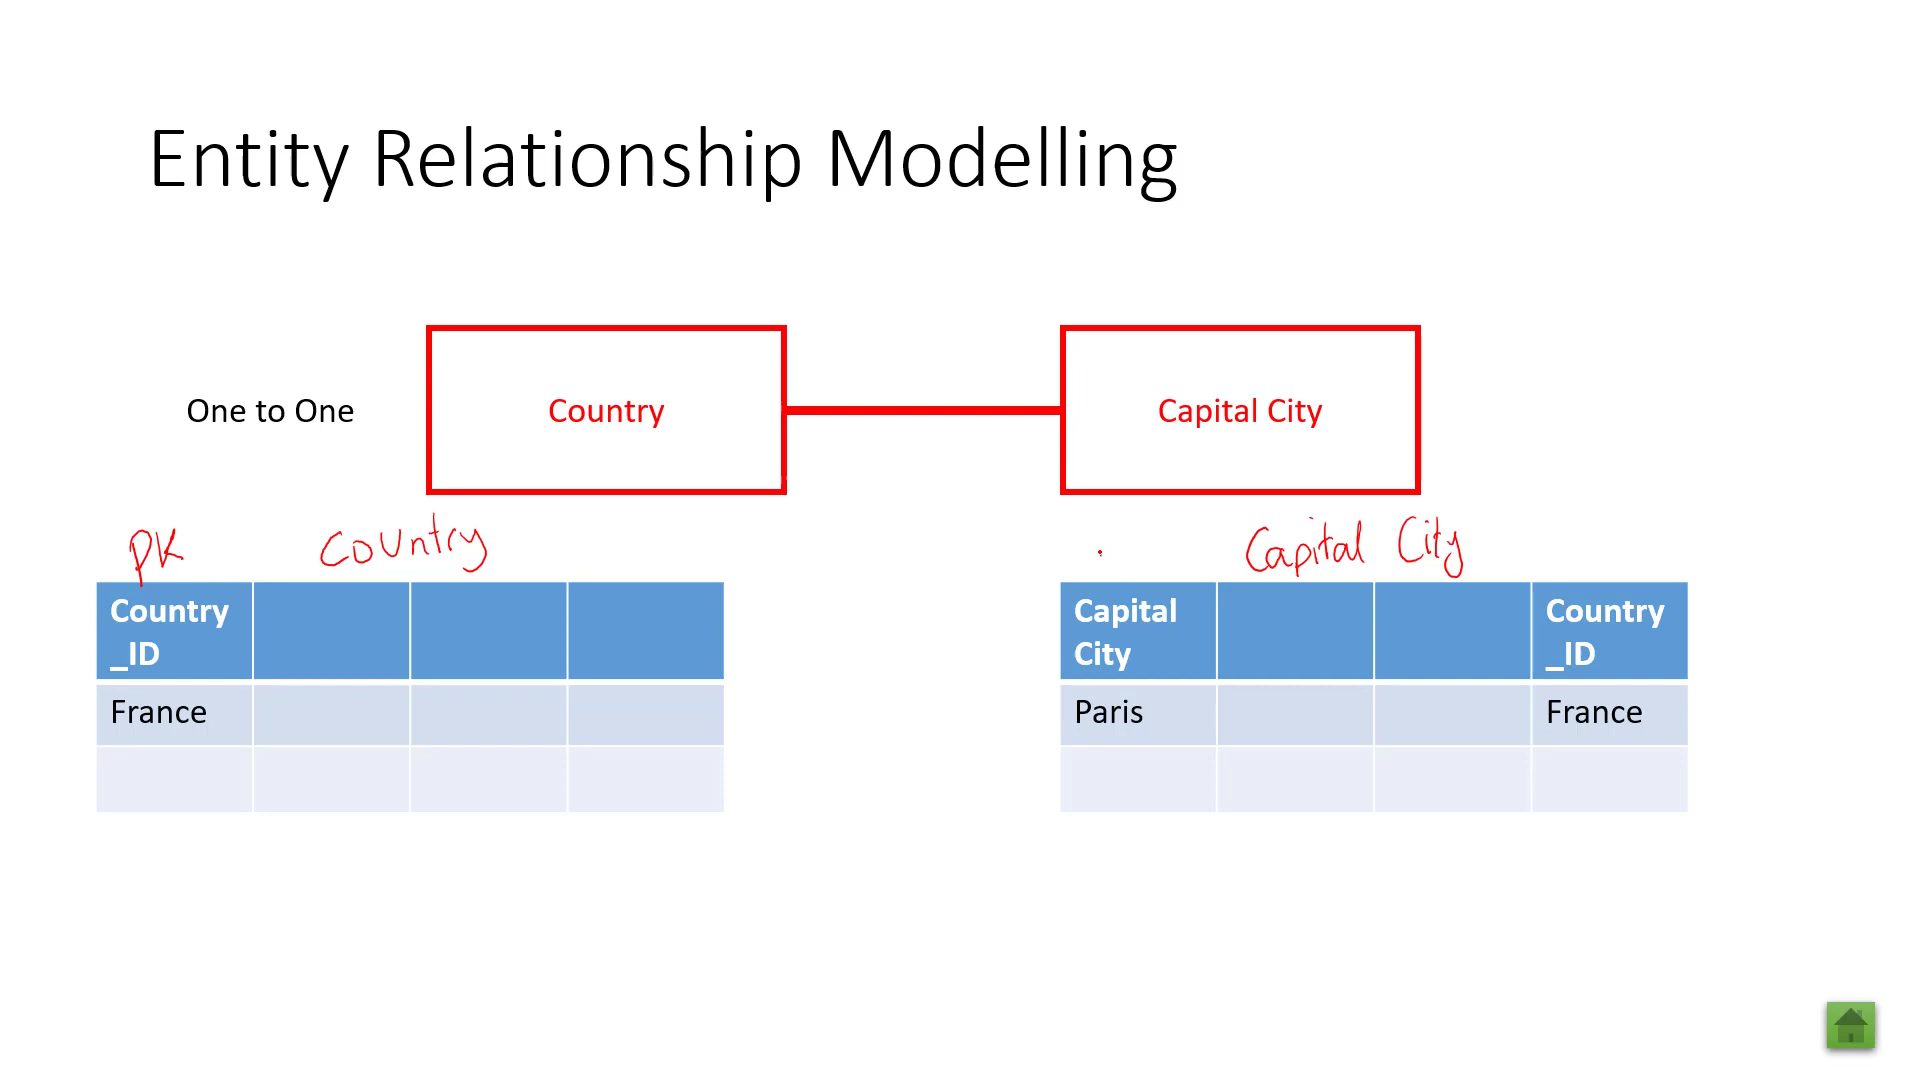 Entity Relationship Modelling
One to One
Country
Capital City
PK
Country
Capital City
Country
_ID
France
Capital
City
Country
_ID
Paris
France